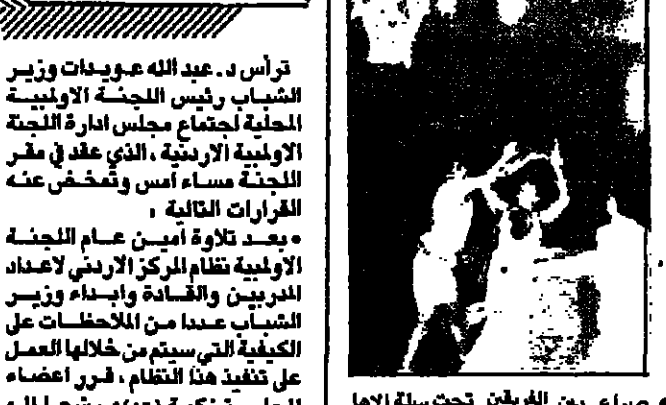 ترأس د. عبد الله عويدات وزير
الشباب رئيس اللجنة الاولمبية
المحلية اجتماع مجلس ادارة اللجنة
الاولمبية الاردنية ، الذي عقد في مقر
اللجنة مساء أمس وتمخض عنه
القرارات التالية :
• بعد تلاوة أمين عام اللجنة
الاولمبية نظام المركز الاردني لاعداد
المدربين والقادة وابداء وزير
الشباب عددا من الملاحظات على
الكيفية التي سيتم من خلالها العمل
على تنفيذ هذا النظام ، قرر اعضاء
صراع بين الفريقين تحت سلة